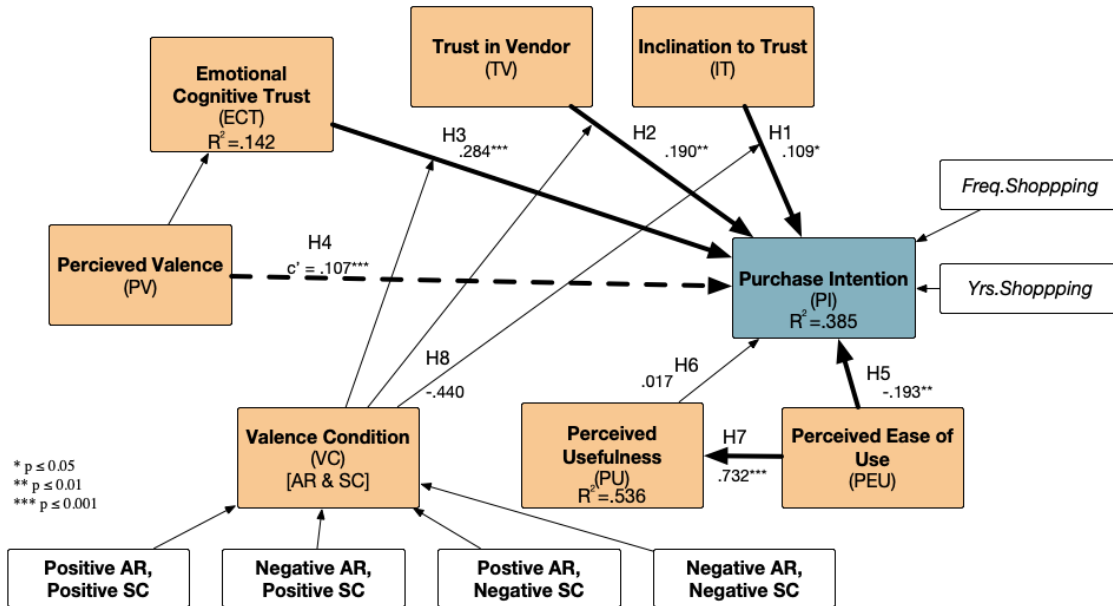 Trust in Vendor
(TV)
Inclination to Trust
(IT)
Emotional
Cognitive Trust
(ECT)
R²=.142
H3
.284***
H2
.190**
H1
.109*
Freq.Shoppping
Percieved Valence
(PV)
H4
c' = .107***
Purchase Intention
(PI)
R²=.385
Yrs.Shoppping
H8
-.440
H6
.017
H5
-.193**
Valence Condition
(VC)
[AR & SC]
Perceived
Usefulness
(PU)
R²=.536
H7
.732***
Perceived Ease of
Use
(PEU)
* p ≤ 0.05
** p ≤ 0.01
*** p ≤ 0.001
Positive AR,
Positive SC
Negative AR,
Positive SC
Postive AR,
Negative SC
Negative AR,
Negative SC